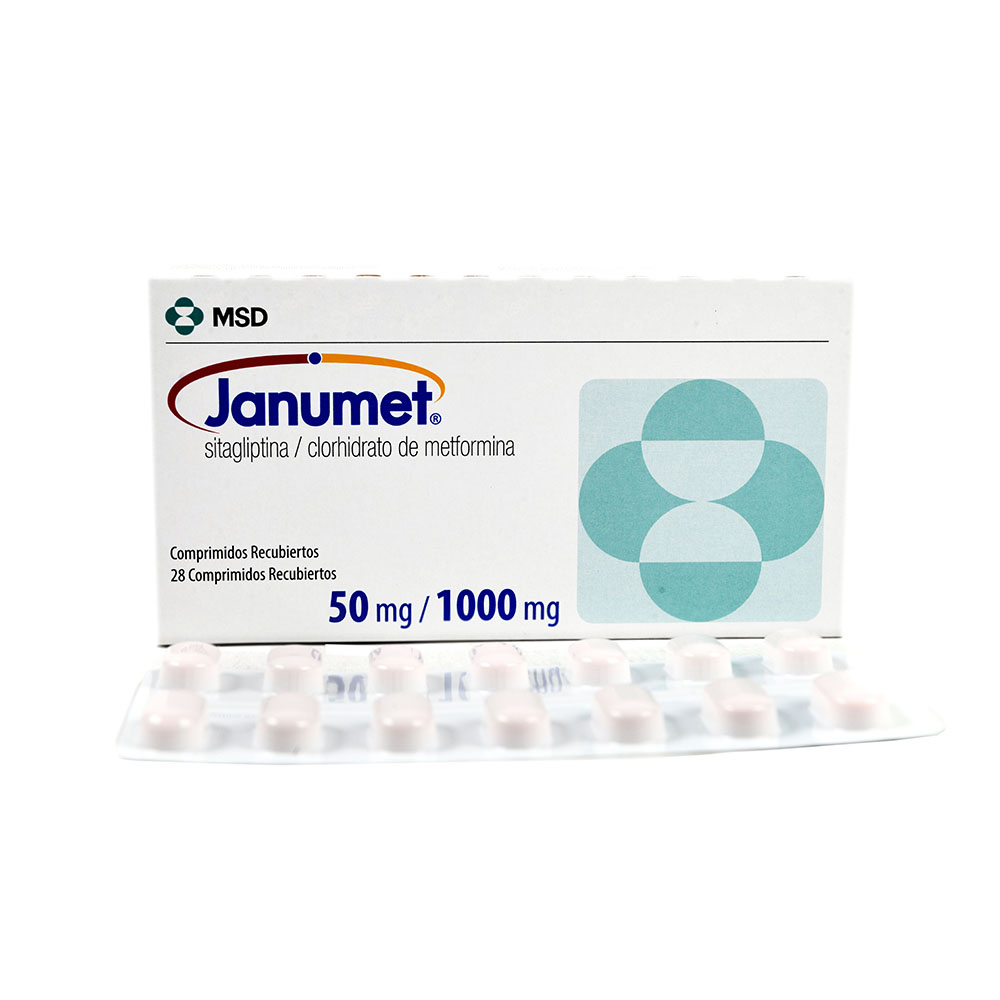 MSD
Janumet®
sitagliptina / clorhidrato de metformina
Comprimidos Recubiertos
28 Comprimidos Recubiertos
50 mg / 1000 mg